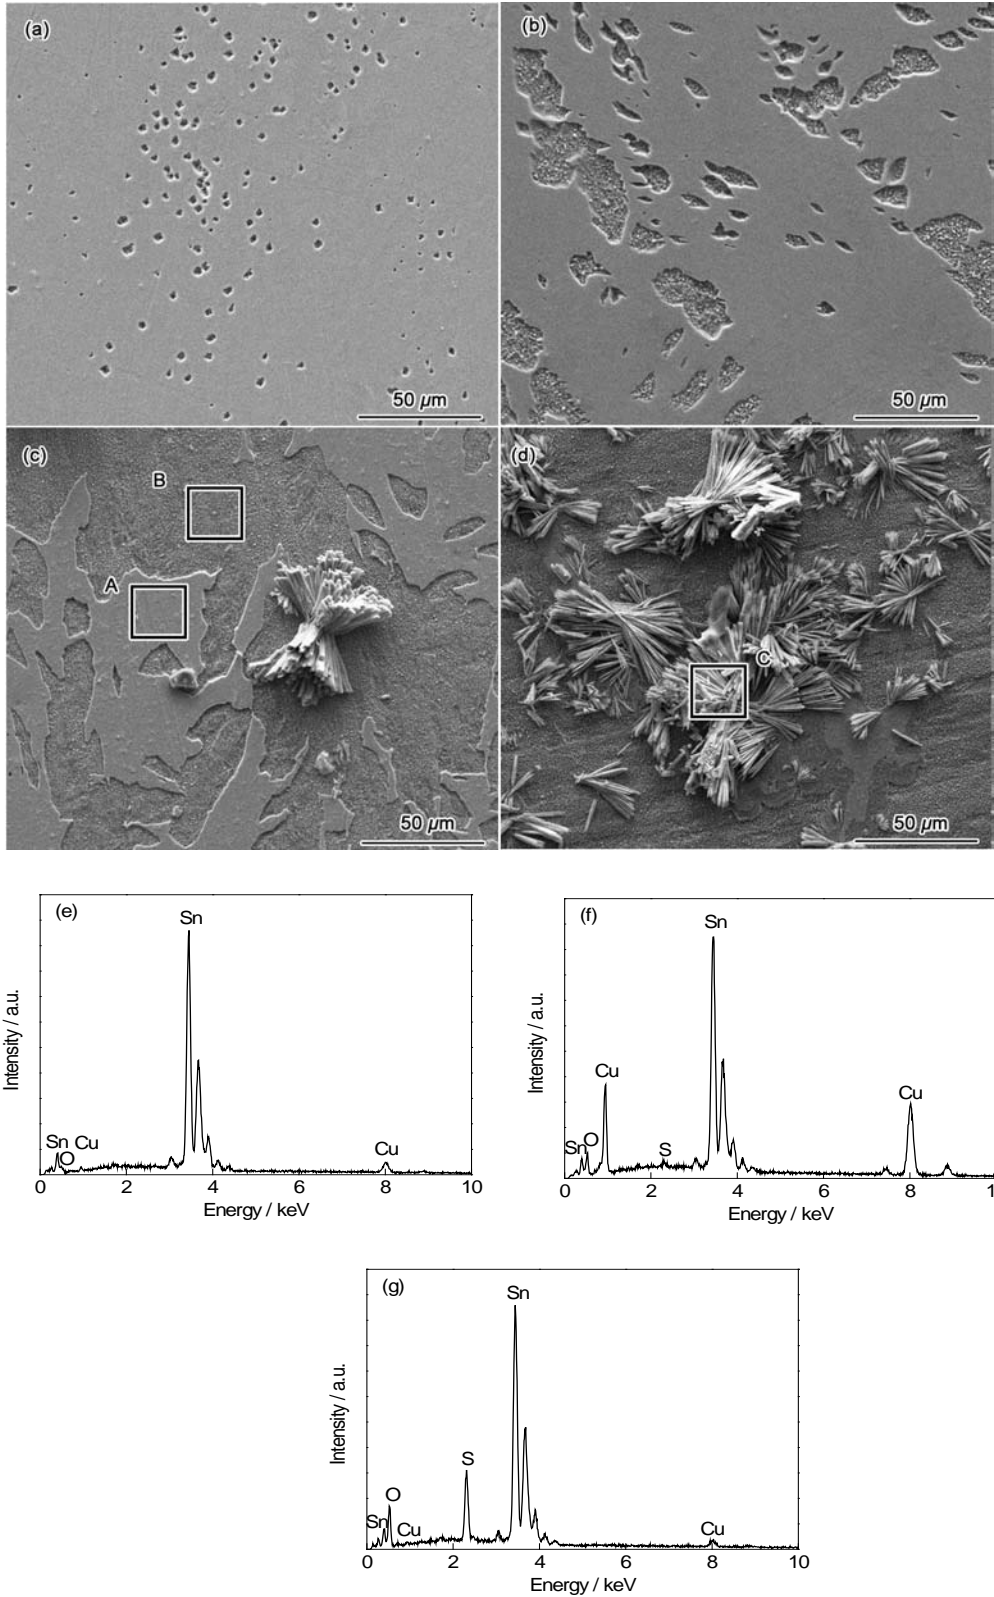 (a)
(b)
50 µm
50 µm
(c)
B
A
50 µm
(d)
C
50 µm
(e)
Sn
Intensity / a.u.
Sn
O
Cu
Cu
0 2 4 6 8 10
Energy / keV
(f)
Sn
Intensity / a.u.
Cu
Cu
Sn
O
S
0 2 4 6 8 10
Energy / keV
(g)
Sn
Intensity / a.u.
S
O
Sn
Cu
Cu
0 2 4 6 8 10
Energy / keV